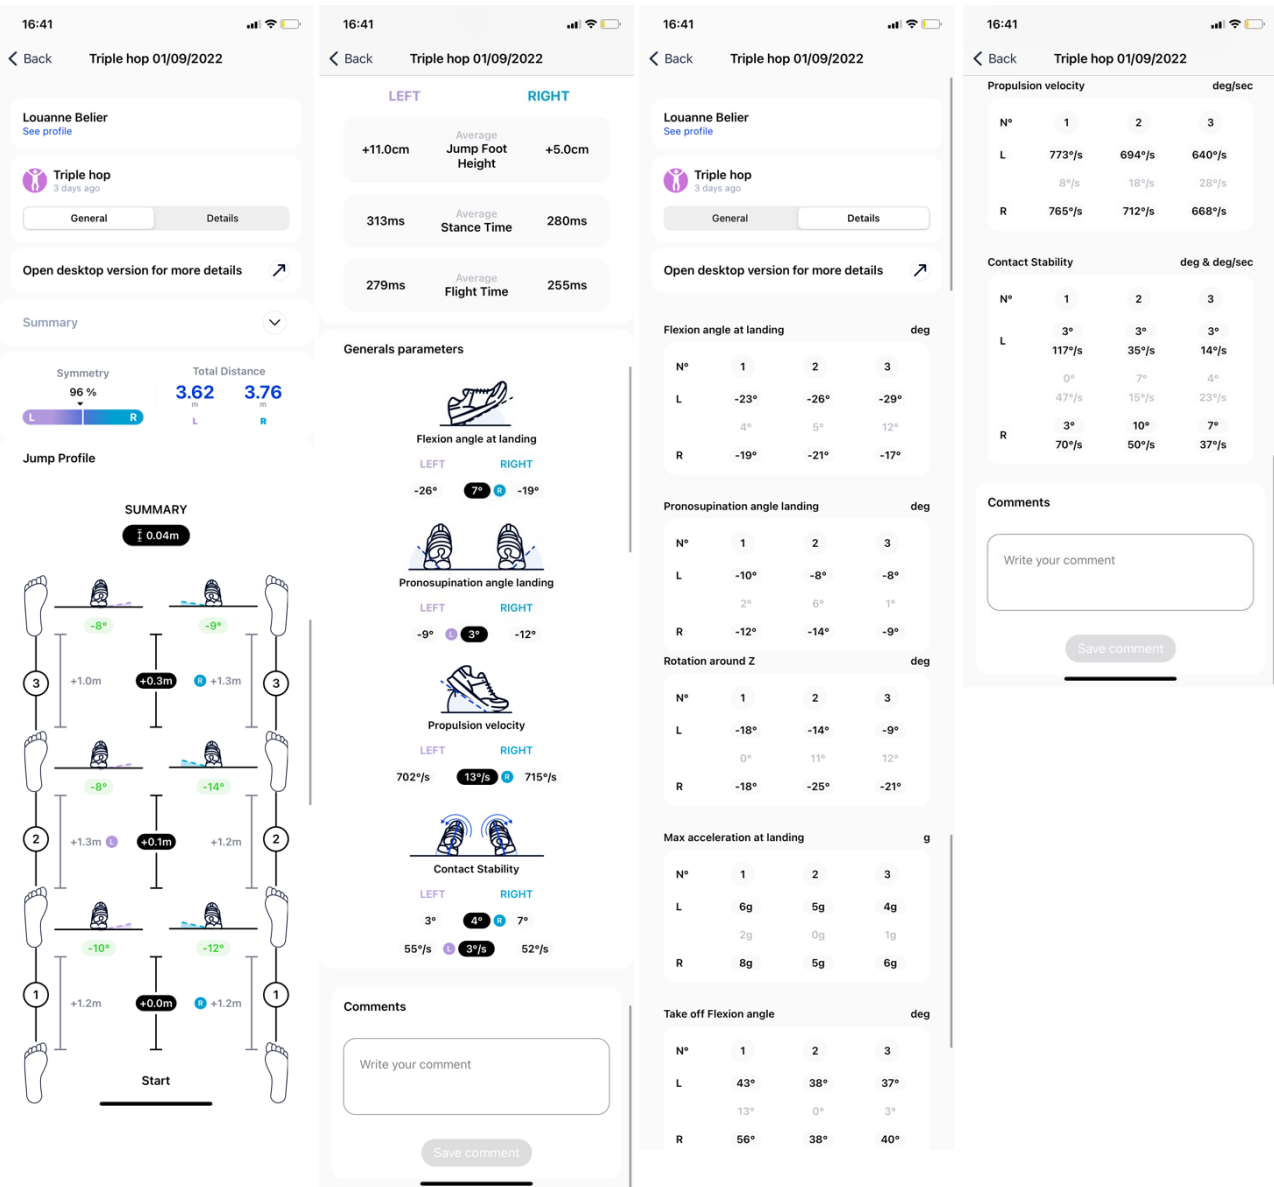 16:41
Back Triple hop 01/09/2022
Louanne Belier
See profile
Triple hop
3 days ago
General Details
Open desktop version for more details
Summary
Symmetry
96 %
L R
Total Distance
3.62 3.76
m m
L R
Jump Profile
SUMMARY
0.04m
-8° -9°
3 +1.0m +0.3m R +1.3m 3
-8° -14°
2 +1.3m L +0.1m +1.2m 2
-10° -12°
1 +1.2m +0.0m R +1.2m 1
Start
16:41
Back Triple hop 01/09/2022
LEFT RIGHT
Average
+11.0cm Jump Foot +5.0cm
Height
Average
313ms Stance Time 280ms
Average
279ms Flight Time 255ms
Generals parameters
Flexion angle at landing
LEFT RIGHT
-26° 7° R -19°
Pronosupination angle landing
LEFT RIGHT
-9° L 3° -12°
Propulsion velocity
LEFT RIGHT
702°/s 13°/s R 715°/s
Contact Stability
LEFT RIGHT
3° 4° R 7°
55°/s L 3°/s 52°/s
Comments
Write your comment
Save comment
16:41
Back Triple hop 01/09/2022
Louanne Belier
See profile
Triple hop
3 days ago
General Details
Open desktop version for more details
Flexion angle at landing deg
N° 1 2 3
L -23° -26° -29°
4° 5° 12°
R -19° -21° -17°
Pronosupination angle landing deg
N° 1 2 3
L -10° -8° -8°
2° 6° 1°
R -12° -14° -9°
Rotation around Z deg
N° 1 2 3
L -18° -14° -9°
0° 11° 12°
R -18° -25° -21°
Max acceleration at landing g
N° 1 2 3
L 6g 5g 4g
2g 0g 1g
R 8g 5g 6g
Take off Flexion angle deg
N° 1 2 3
L 43° 38° 37°
13° 0° 3°
R 56° 38° 40°
16:41
Back Triple hop 01/09/2022
Propulsion velocity deg/sec
N° 1 2 3
L 773°/s 694°/s 640°/s
8°/s 18°/s 28°/s
R 765°/s 712°/s 668°/s
Contact Stability deg & deg/sec
N° 1 2 3
L 3° 3° 3°
117°/s 35°/s 14°/s
0° 7° 4°
47°/s 15°/s 23°/s
R 3° 10° 7°
70°/s 50°/s 37°/s
Comments
Write your comment
Save comment